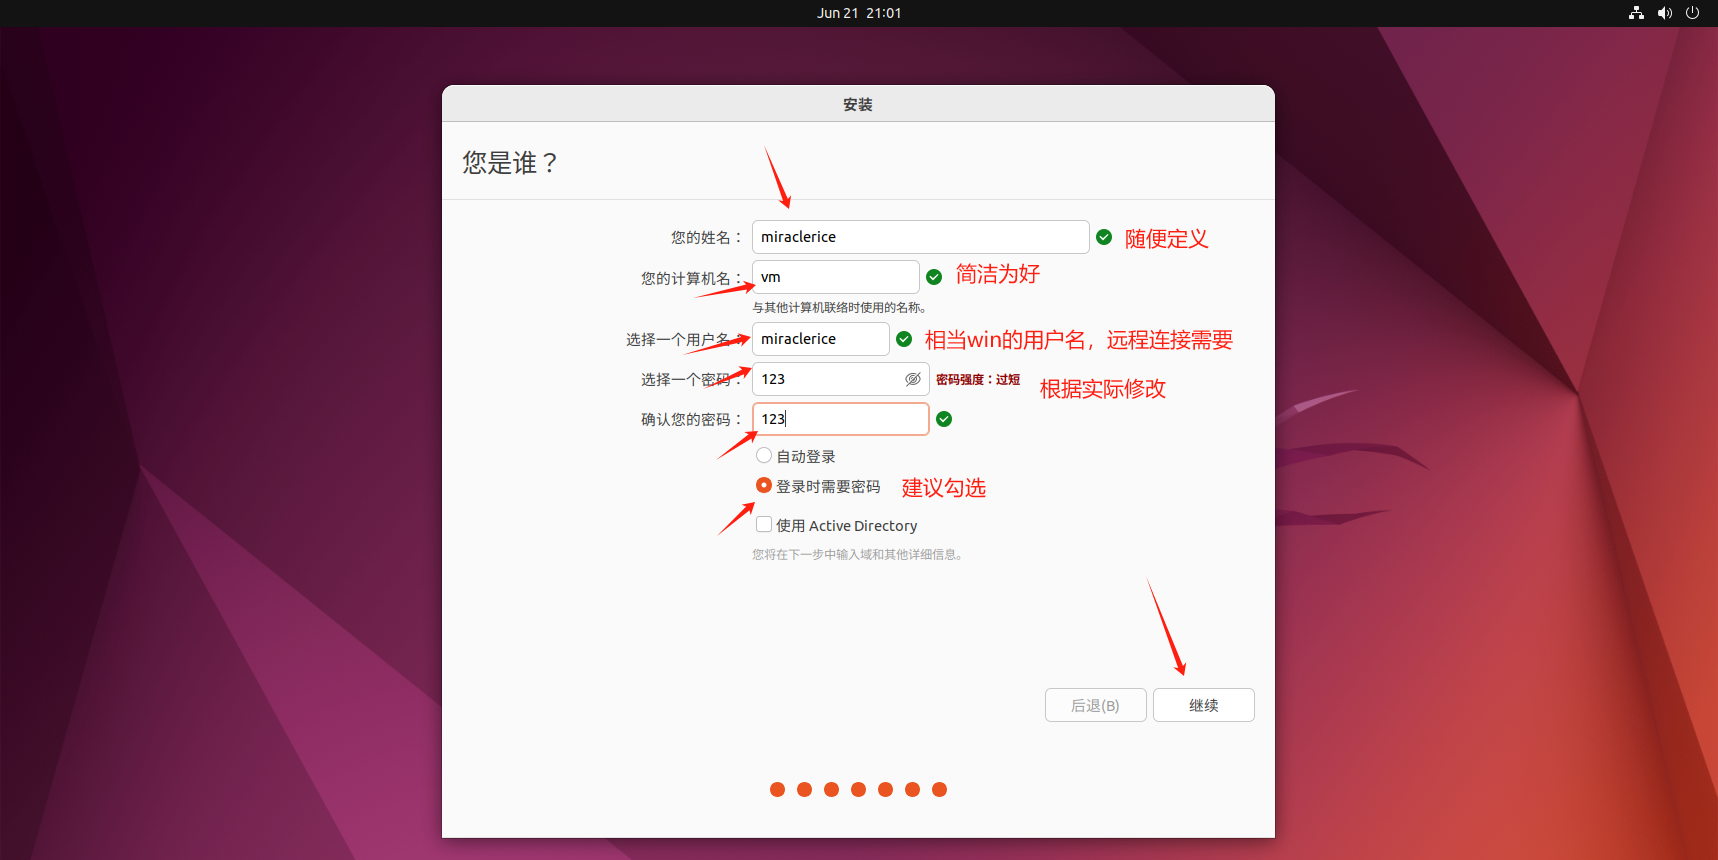 Jun 21 21:01
安装
您是谁？
您的姓名： miraclerice 随便定义
您的计算机名： vm 简洁为好
与其他计算机联络时使用的名称。
选择一个用户名： miraclerice 相当win的用户名，远程连接需要
选择一个密码： 123 密码强度：过短 根据实际修改
确认您的密码： 123
自动登录
登录时需要密码 建议勾选
使用 Active Directory
您将在下一步中输入域和其他详细信息。
后退(B) 继续